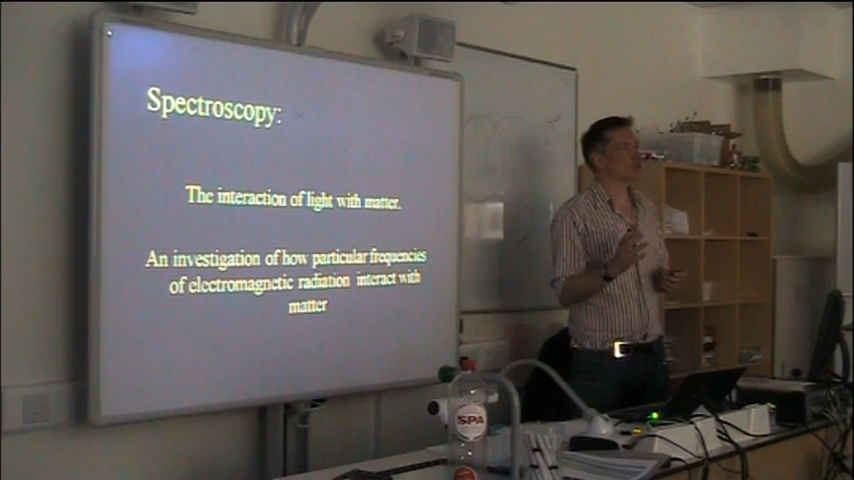 Spectroscopy:
The interaction of light with matter.
An investigation of how particular frequencies
of electromagnetic radiation interact with
matter
SPA